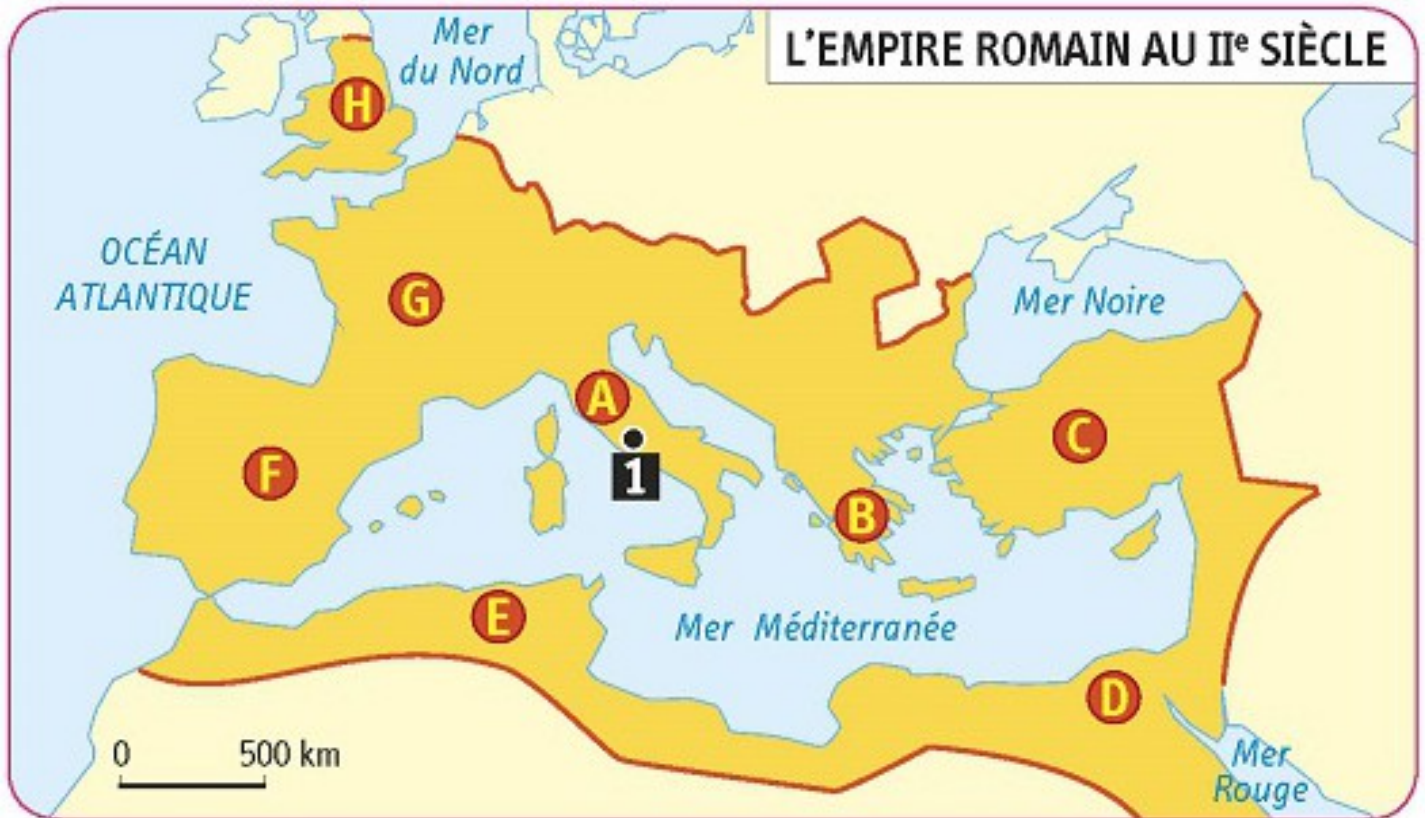 L'EMPIRE ROMAIN AU IIe SIÈCLE
Mer
du Nord
H
OCÉAN
ATLANTIQUE
G
Mer Noire
A
C
1
F
B
E
Mer Méditerranée
D
0 500 km
Mer
Rouge